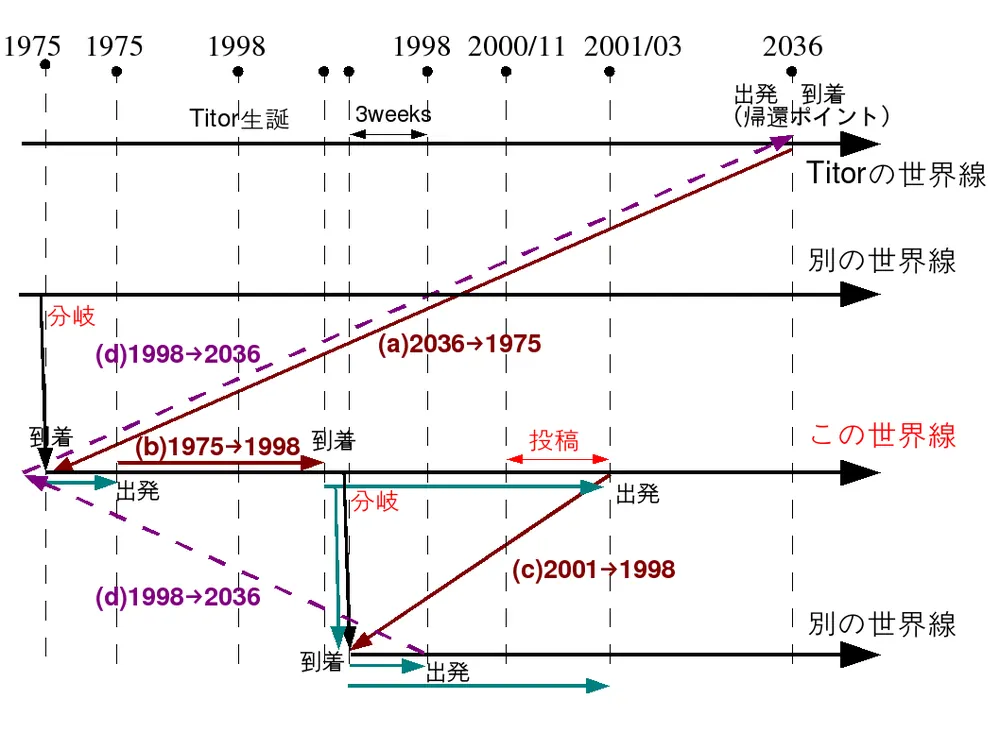 1975 1975 1998 1998 2000/11 2001/03 2036
出発 到着
(帰還ポイント)
Titor生誕
3weeks
Titorの世界線
別の世界線
分岐
(d)1998→2036
(a)2036→1975
到着
(b)1975→1998
到着
投稿
この世界線
出発
分岐
出発
(c)2001→1998
(d)1998→2036
別の世界線
到着
出発